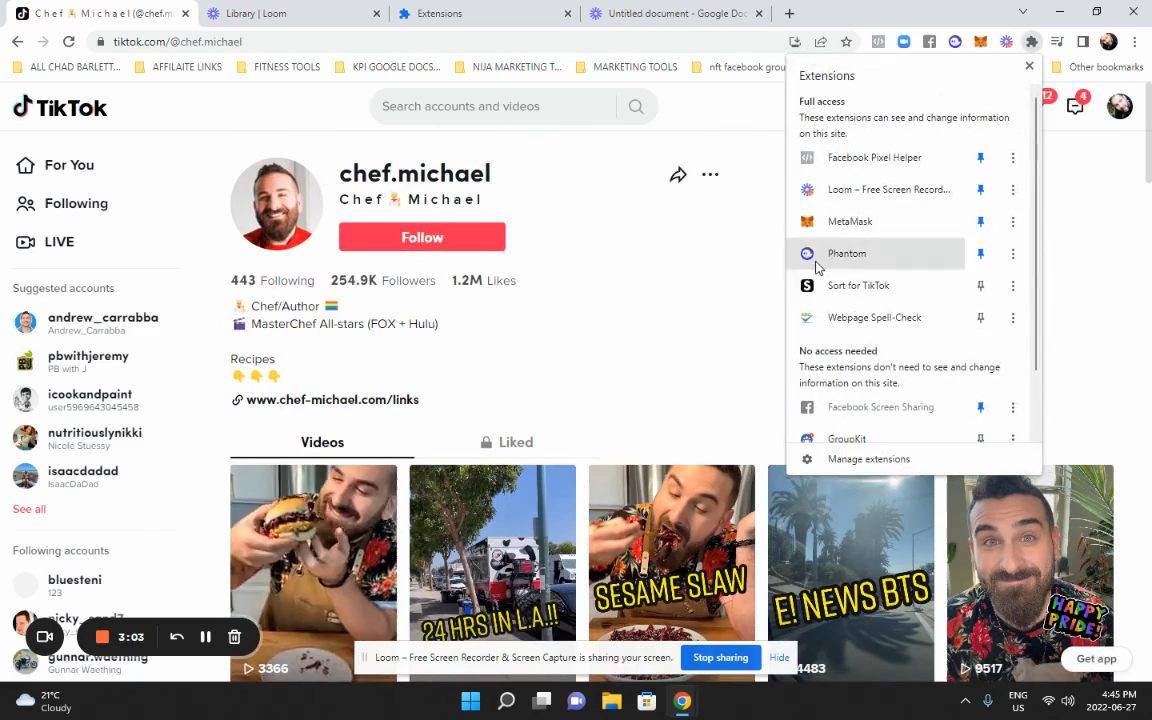 C h e f M i c h a e l (@chef.mi
Library | Loom
Extensions
Untitled document - Google Doc
tiktok.com/@chef.michael
ALL CHAD BARLETT...
AFFILAITE LINKS
FITNESS TOOLS
KPI GOOGLE DOCS...
NIJA MARKETING T...
MARKETING TOOLS
nft facebook grou
Other bookmarks
TikTok
Search accounts and videos
12
4
For You
Following
LIVE
Suggested accounts
andrew_carrabba
Andrew_Carrabba
pbwithjeremy
PB with J
icookandpaint
user5969643045458
nutritiouslynikki
Nicole Stuessy
isaacdadad
IsaacDaDad
See all
Following accounts
bluesteni
123
gunnar.waething
Gunnar Waething
chef.michael
C h e f M i c h a e l
Follow
443 Following 254.9K Followers 1.2M Likes
Chef/Author
MasterChef All-stars (FOX + Hulu)
Recipes
www.chef-michael.com/links
Videos
Liked
3366
24 HRS IN L.A.!!
SESAME SLAW
E! NEWS BTS
4483
HAPPY PRIDE!
9517
Get app
Extensions
Full access
These extensions can see and change information
on this site.
Facebook Pixel Helper
Loom – Free Screen Record...
MetaMask
Phantom
Sort for TikTok
Webpage Spell-Check
No access needed
These extensions don't need to see and change
information on this site.
Facebook Screen Sharing
GroupKit
Manage extensions
3:03
Loom – Free Screen Recorder & Screen Capture is sharing your screen.
Stop sharing
Hide
21°C
Cloudy
ENG
US
4:45 PM
2022-06-27